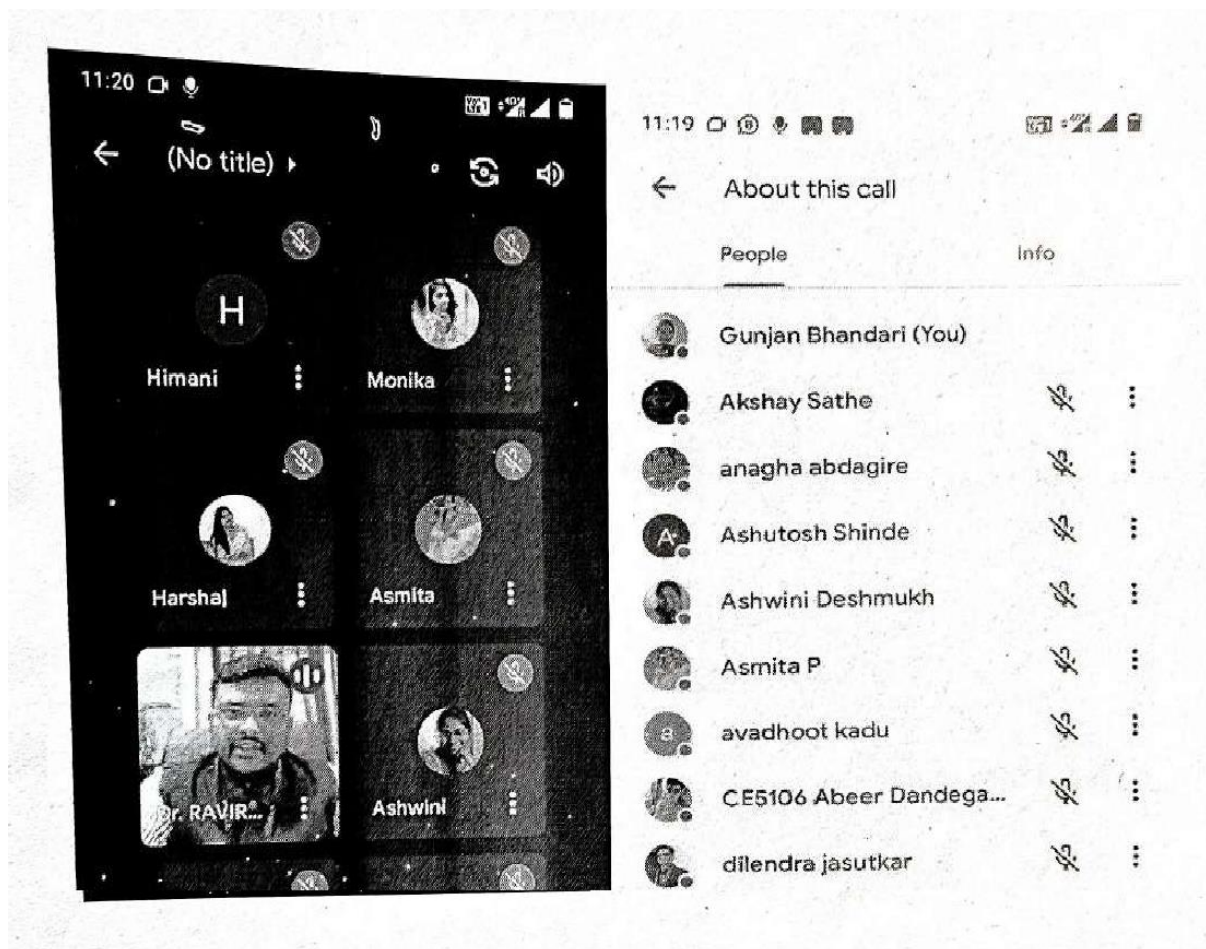 11:20
(No title)
H
Himani
Monika
Harshal
Asmita
Dr. RAVIR...
Ashwini
11:19
About this call
People
Info
Gunjan Bhandari (You)
Akshay Sathe
anagha abdagire
A
Ashutosh Shinde
Ashwini Deshmukh
Asmita P
a
avadhoot kadu
CE5106 Abeer Dandega...
dilendra jasutkar